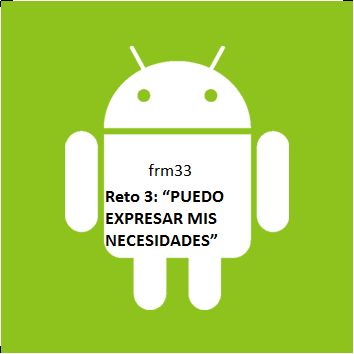 frm33
Reto 3: “PUEDO
EXPRESAR MIS
NECESIDADES”